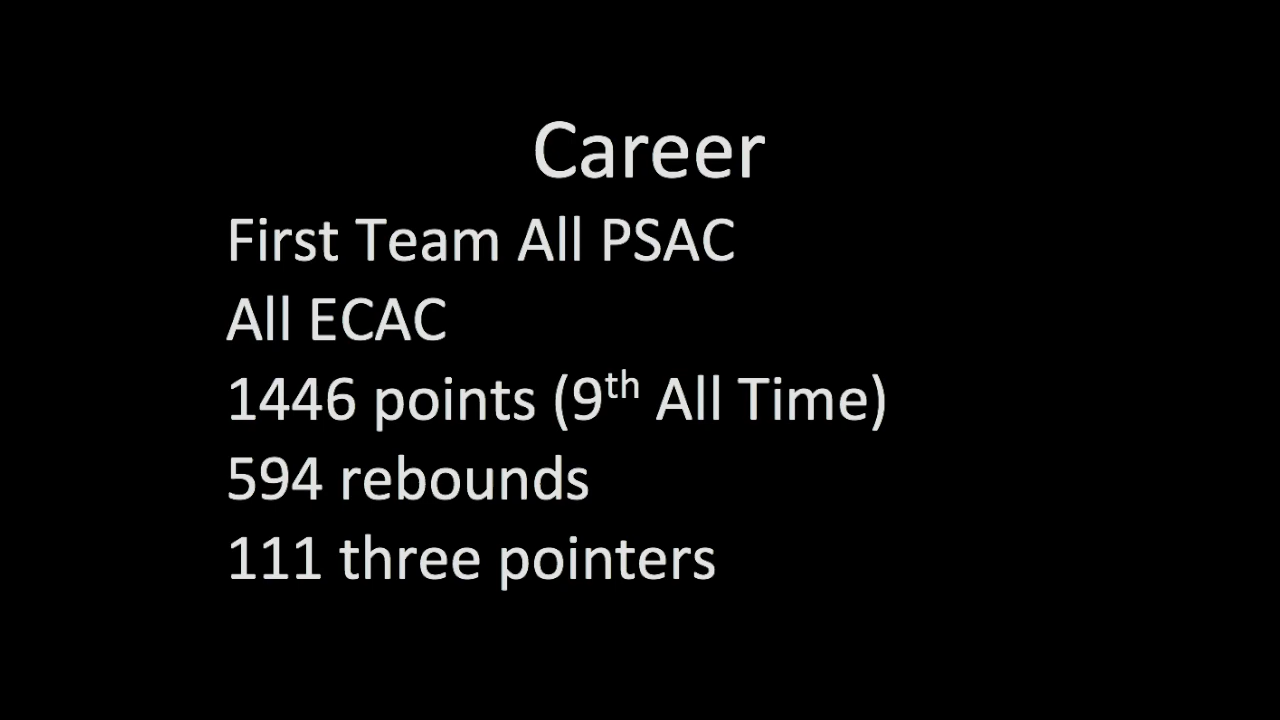 Career
First Team All PSAC
All ECAC
1446 points (9th All Time)
594 rebounds
111 three pointers